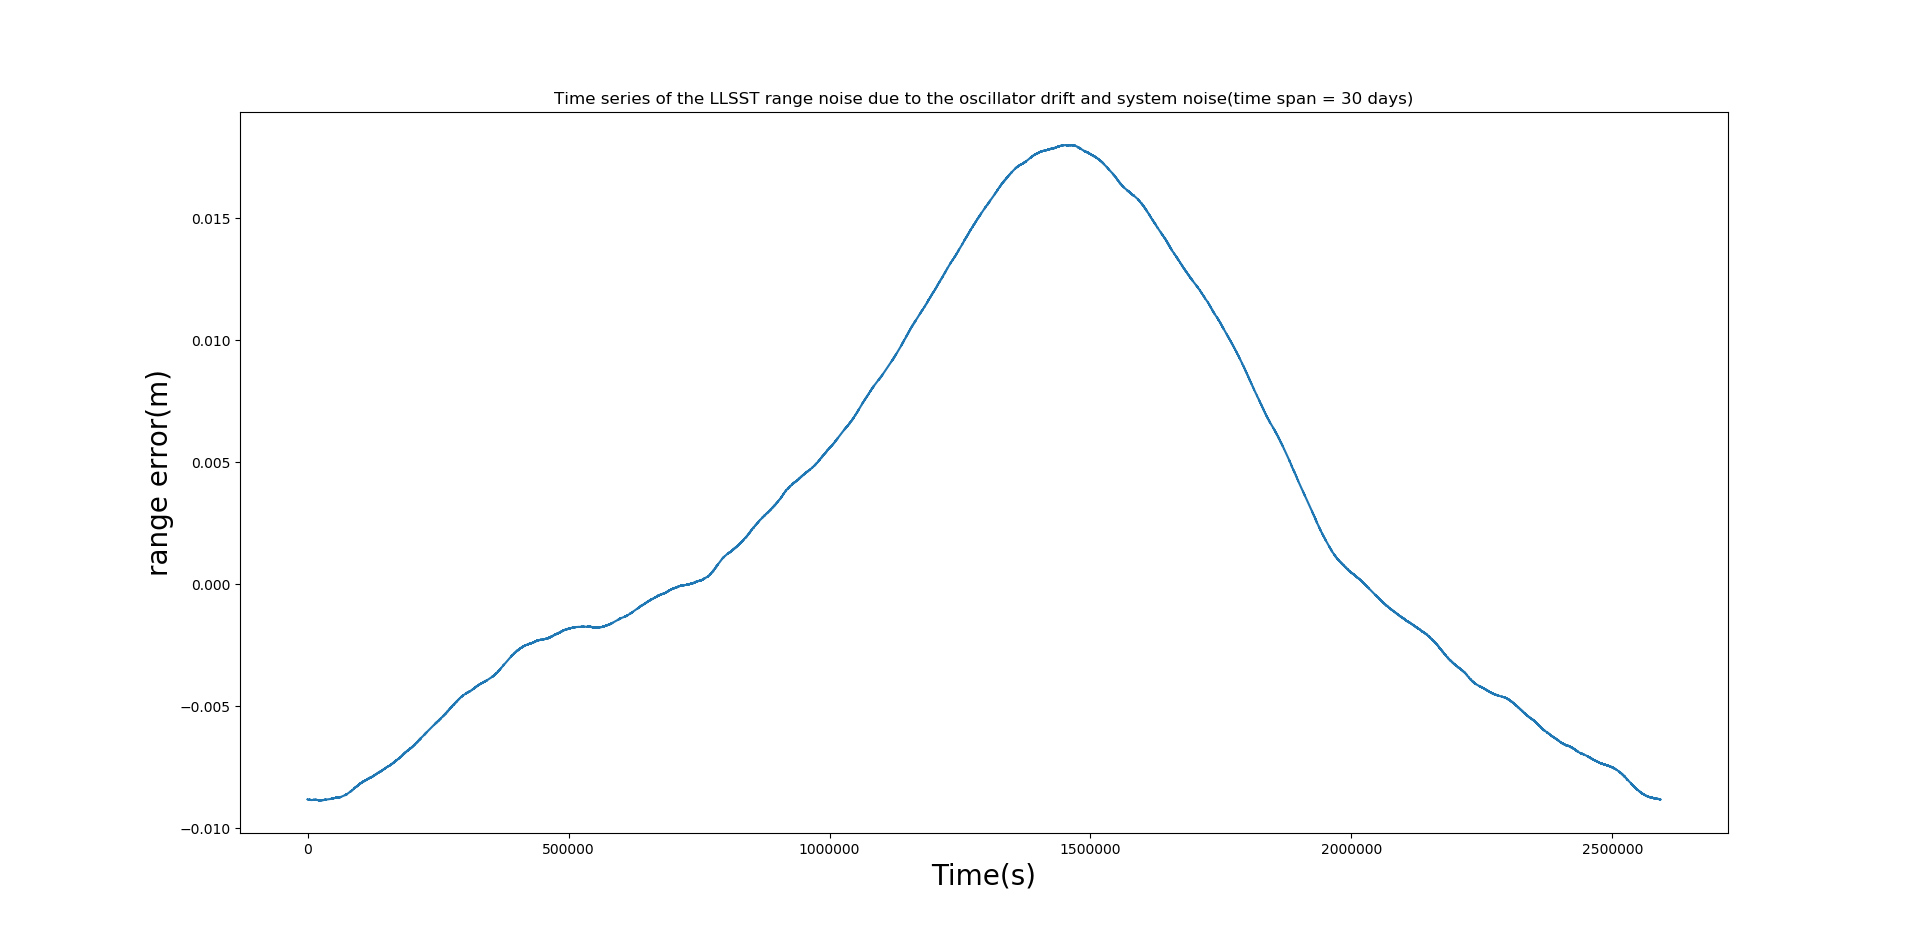 Time series of the LLSST range noise due to the oscillator drift and system noise(time span = 30 days)
range error(m)
0.015
0.010
0.005
0.000
−0.005
−0.010
0 500000 1000000 1500000 2000000 2500000
Time(s)